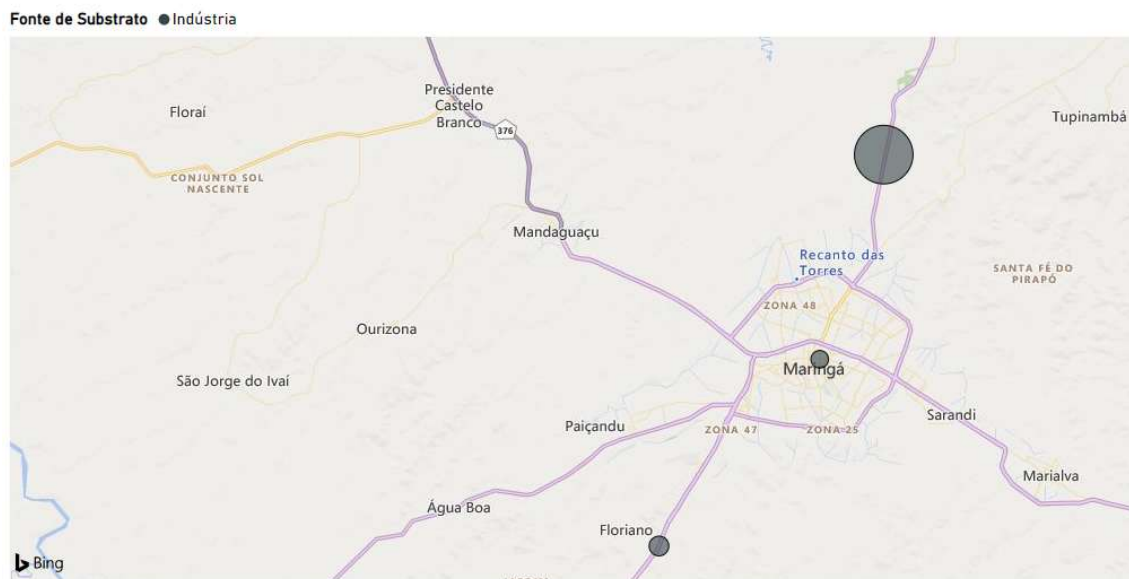 Fonte de Substrato Indústria
Presidente
Castelo
Branco
Floraí
376
Tupinambá
CONJUNTO SOL
NASCENTE
Mandaguaçu
Recanto das
Torres
SANTA FÉ DO
PIRAPÓ
ZONA 48
Ourizona
Maringá
São Jorge do Ivaí
Sarandi
Paiçandu
ZONA 47
ZONA 25
Marialva
Água Boa
Floriano
Bing